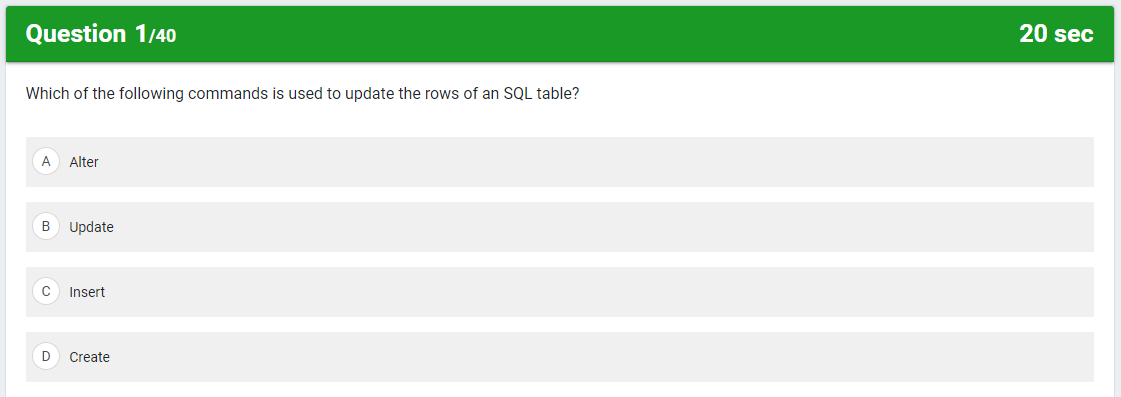 Question 1/40 20 sec
Which of the following commands is used to update the rows of an SQL table?
A Alter
B Update
C Insert
D Create